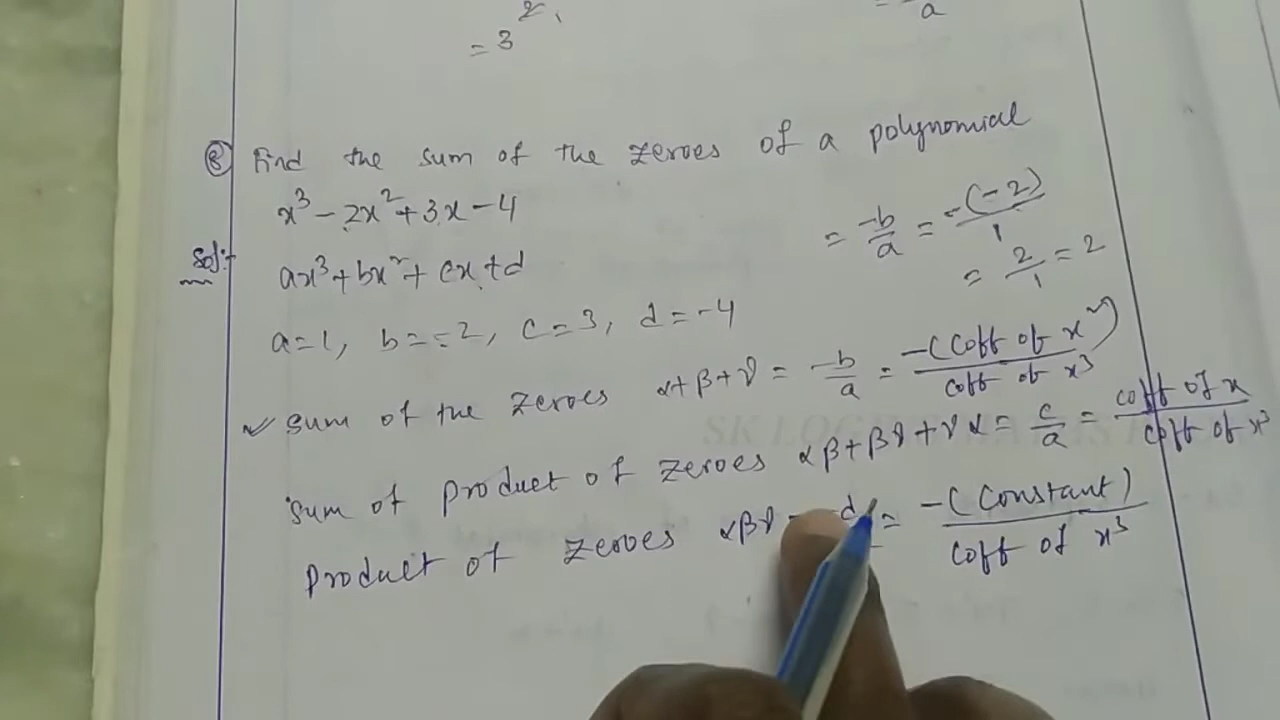 = 3²
a
⑧ Find the sum of the zeroes of a polynomial
x³ - 2x² + 3x - 4
Sol:-
ax³ + bx² + cx + d
a=1, b=-2, c=3, d=-4
= -b/a = -(-2)/1
= 2/1 = 2
✓ Sum of the zeroes α+β+γ = -b/a = -(Coff of x²)/coff of x³
Sum of product of zeroes αβ+βγ+γα = c/a = coff of x/coff of x³
Product of zeroes αβγ = -d = -(Constant)/coff of x³